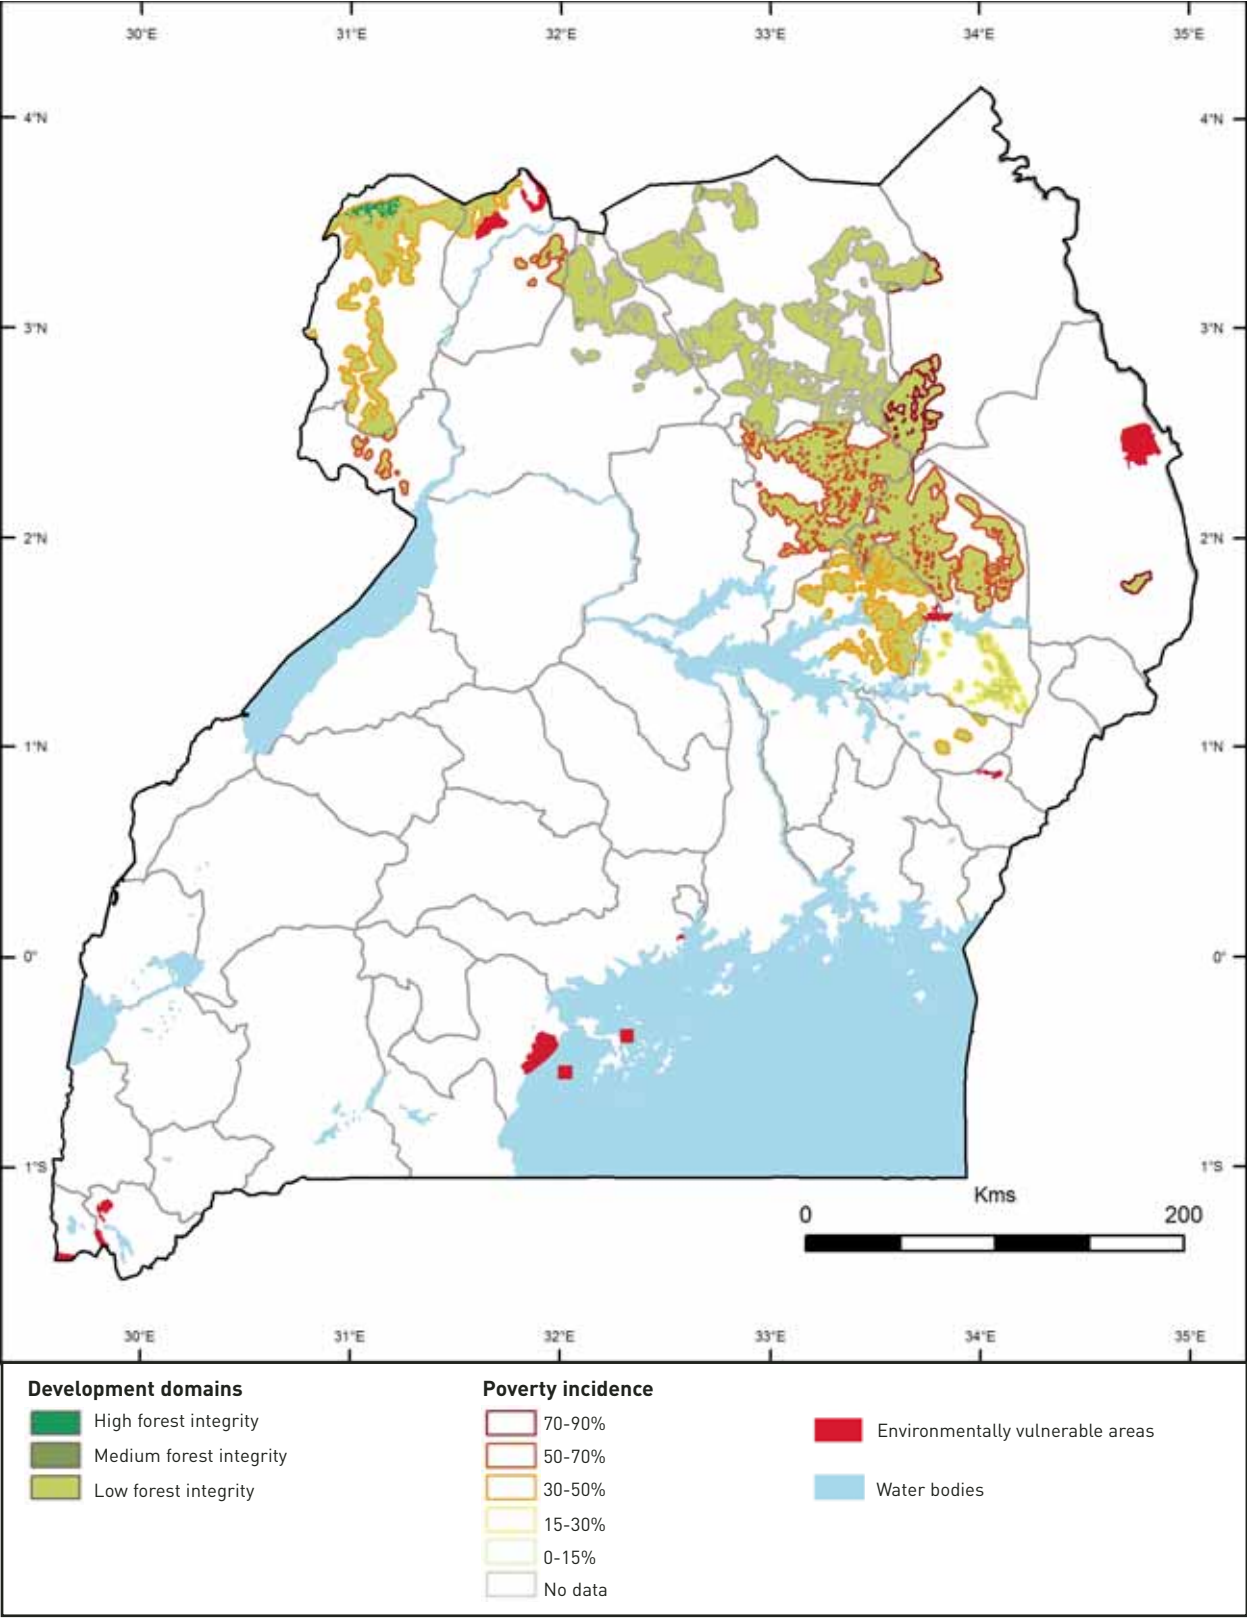 30°E 31°E 32°E 33°E 34°E 35°E
4°N 4°N
3°N 3°N
2°N 2°N
1°N 1°N
0° 0°
1°S 1°S
Kms
0 200
30°E 31°E 32°E 33°E 34°E 35°E
Development domains
High forest integrity
Medium forest integrity
Low forest integrity
Poverty incidence
70-90%
50-70%
30-50%
15-30%
0-15%
No data
Environmentally vulnerable areas
Water bodies